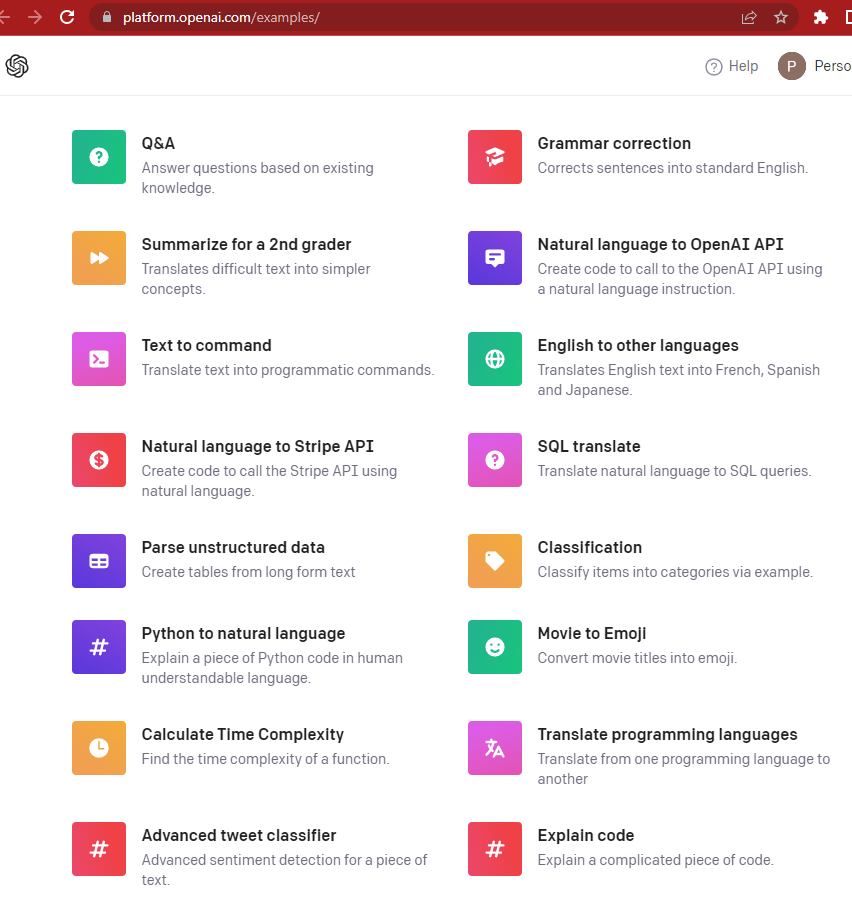 platform.openai.com/examples/
Help
P
Perso
Q&A
Answer questions based on existing
knowledge.
Grammar correction
Corrects sentences into standard English.
Summarize for a 2nd grader
Translates difficult text into simpler
concepts.
Natural language to OpenAI API
Create code to call to the OpenAI API using
a natural language instruction.
Text to command
Translate text into programmatic commands.
English to other languages
Translates English text into French, Spanish
and Japanese.
Natural language to Stripe API
Create code to call the Stripe API using
natural language.
SQL translate
Translate natural language to SQL queries.
Parse unstructured data
Create tables from long form text
Classification
Classify items into categories via example.
Python to natural language
Explain a piece of Python code in human
understandable language.
Movie to Emoji
Convert movie titles into emoji.
Calculate Time Complexity
Find the time complexity of a function.
Translate programming languages
Translate from one programming language to
another
Advanced tweet classifier
Advanced sentiment detection for a piece of
text.
Explain code
Explain a complicated piece of code.